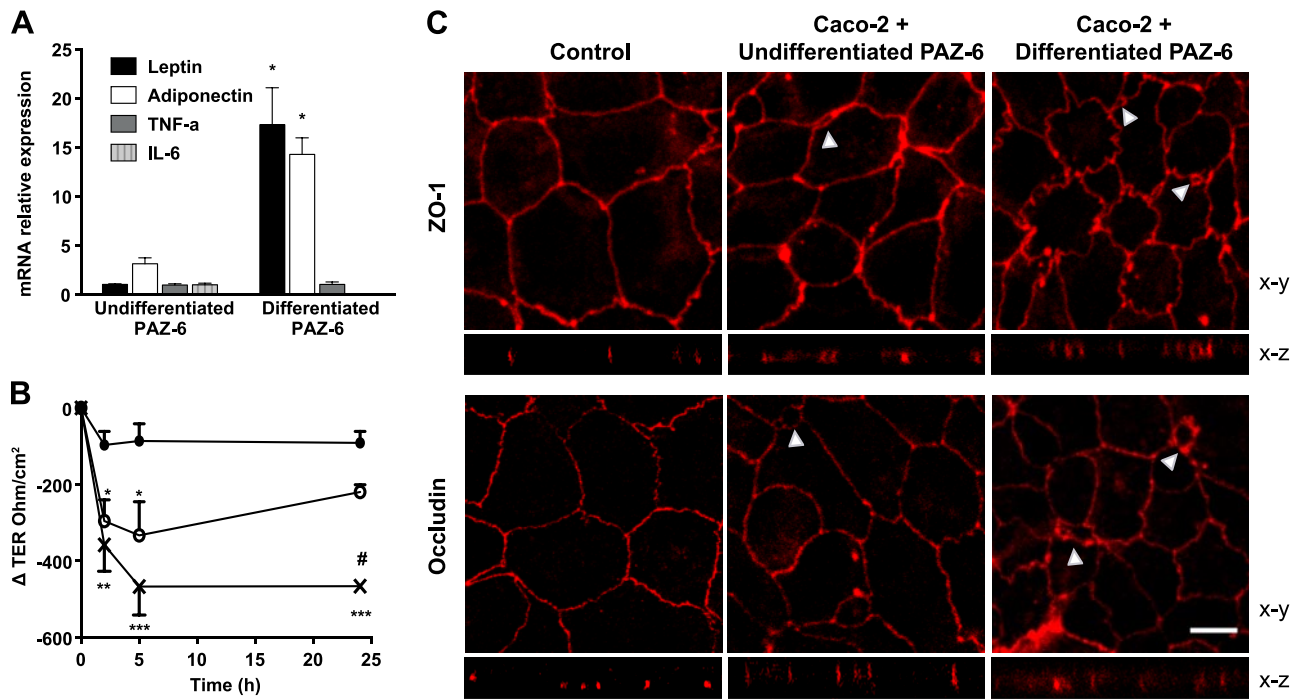 A
25
20
15
10
5
0
mRNA relative expression
Leptin
Adiponectin
TNF-a
IL-6
*
*
Undifferentiated
PAZ-6
Differentiated
PAZ-6
B
0
-200
-400
-600
Δ TER Ohm/cm²
*
*
**
***
#
***
0
5
10
15
20
25
Time (h)
C
Control
Caco-2 +
Undifferentiated PAZ-6
Caco-2 +
Differentiated PAZ-6
ZO-1
x-y
x-z
Occludin
x-y
x-z